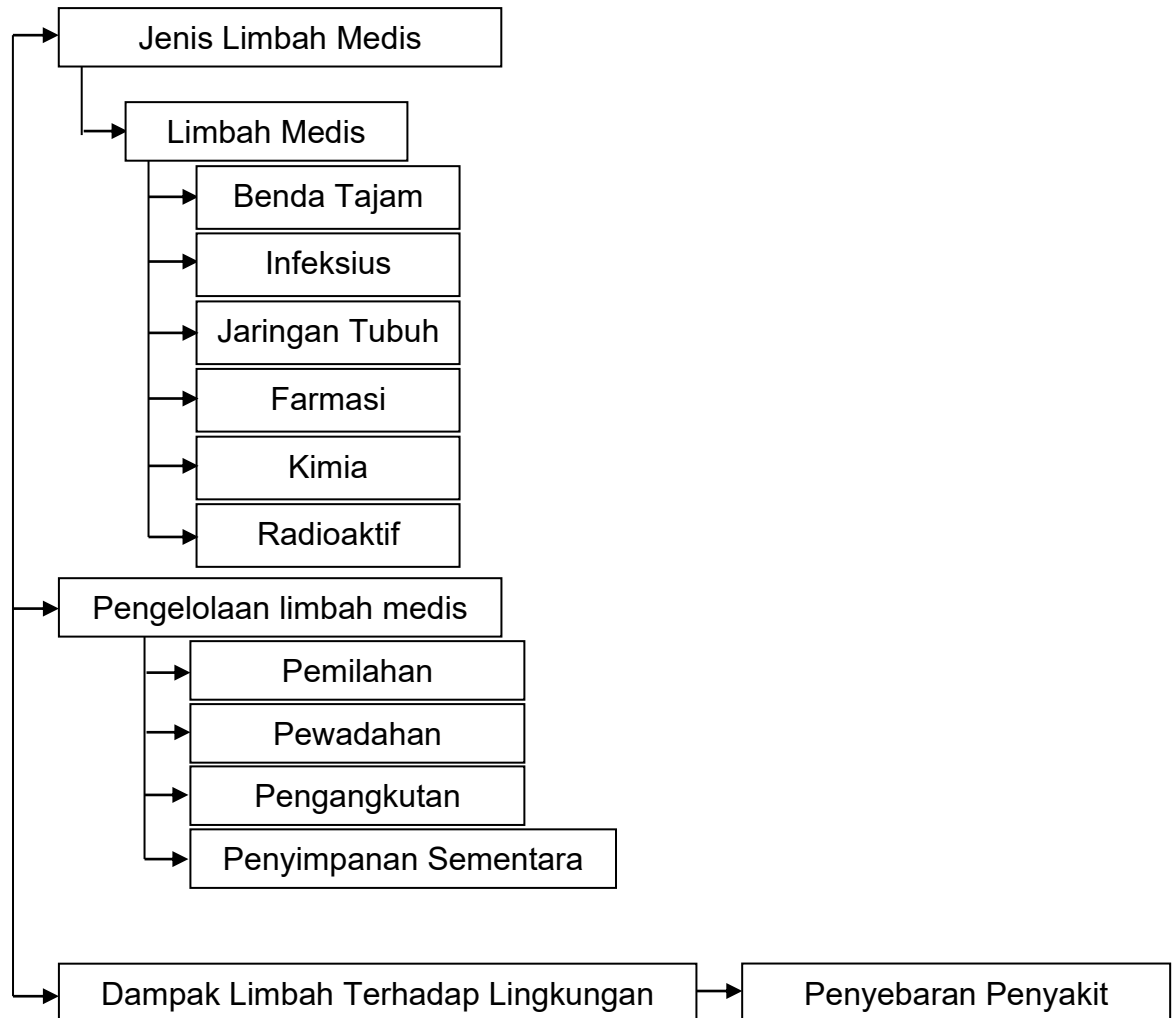 Jenis Limbah Medis
Limbah Medis
Benda Tajam
Infeksius
Jaringan Tubuh
Farmasi
Kimia
Radioaktif
Pengelolaan limbah medis
Pemilahan
Pewadahan
Pengangkutan
Penyimpanan Sementara
Dampak Limbah Terhadap Lingkungan
Penyebaran Penyakit